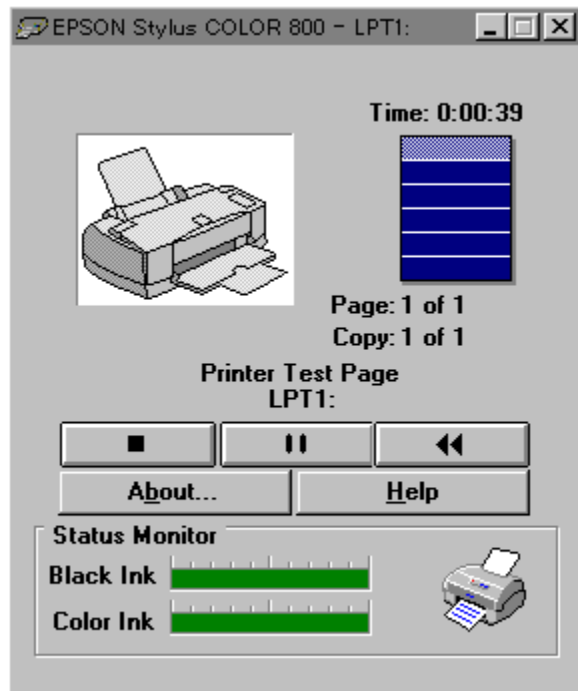 EPSON Stylus COLOR 800 - LPT1:
Time: 0:00:39
Page: 1 of 1
Copy: 1 of 1
Printer Test Page
LPT1:
About...
Help
Status Monitor
Black Ink
Color Ink